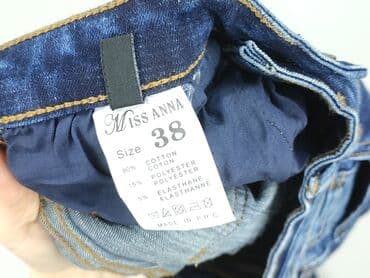 Miss ANNA
Size 38
80% COTTON
COTON
15% POLYESTER
POLYESTER
5% ELASTHANE
ELASTHANNE
MADE IN P.R.C